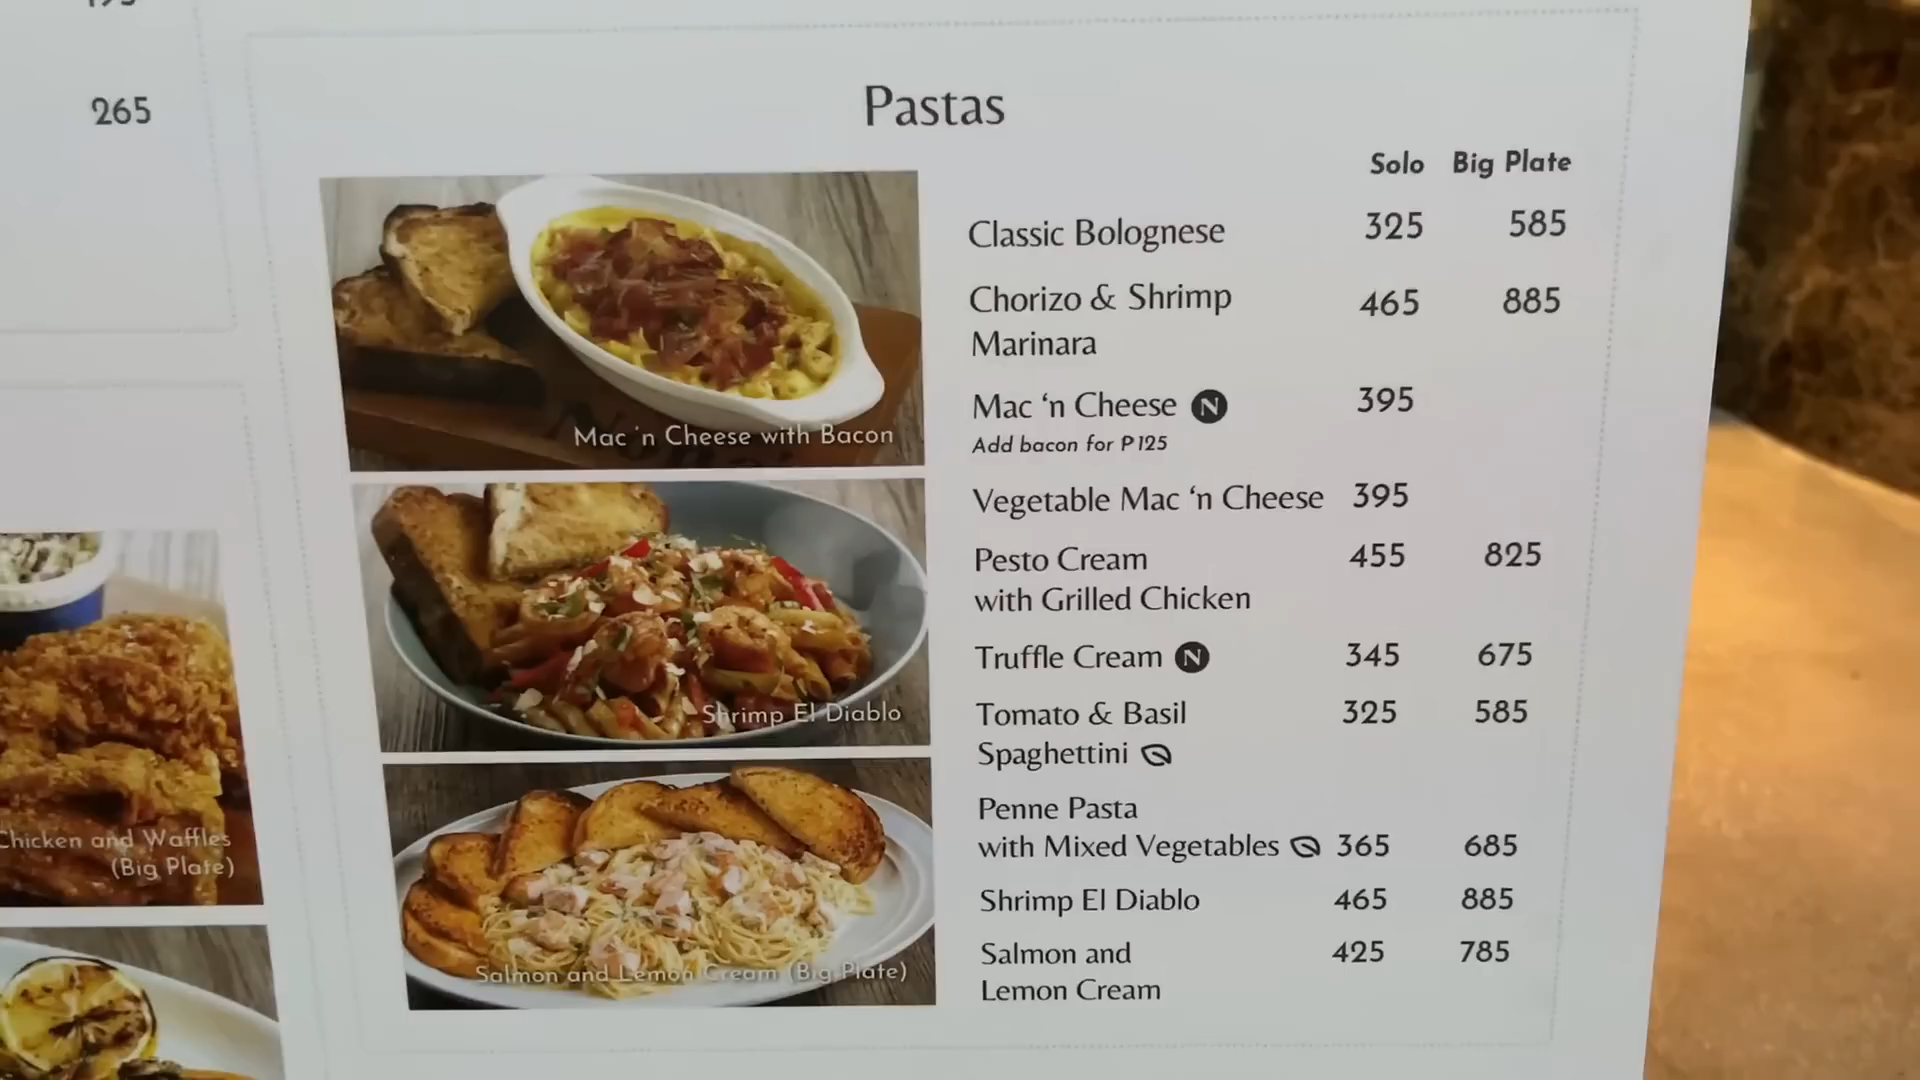 265
Pastas
Solo Big Plate
Classic Bolognese 325 585
Chorizo & Shrimp 465 885
Marinara
Mac 'n Cheese N 395
Add bacon for P125
Vegetable Mac 'n Cheese 395
Pesto Cream 455 825
with Grilled Chicken
Truffle Cream N 345 675
Tomato & Basil 325 585
Spaghettini
Penne Pasta
with Mixed Vegetables 365 685
Shrimp El Diablo 465 885
Salmon and 425 785
Lemon Cream
Mac 'n Cheese with Bacon
Shrimp El Diablo
Salmon and Lemon Cream (Big Plate)
Chicken and Waffles
(Big Plate)